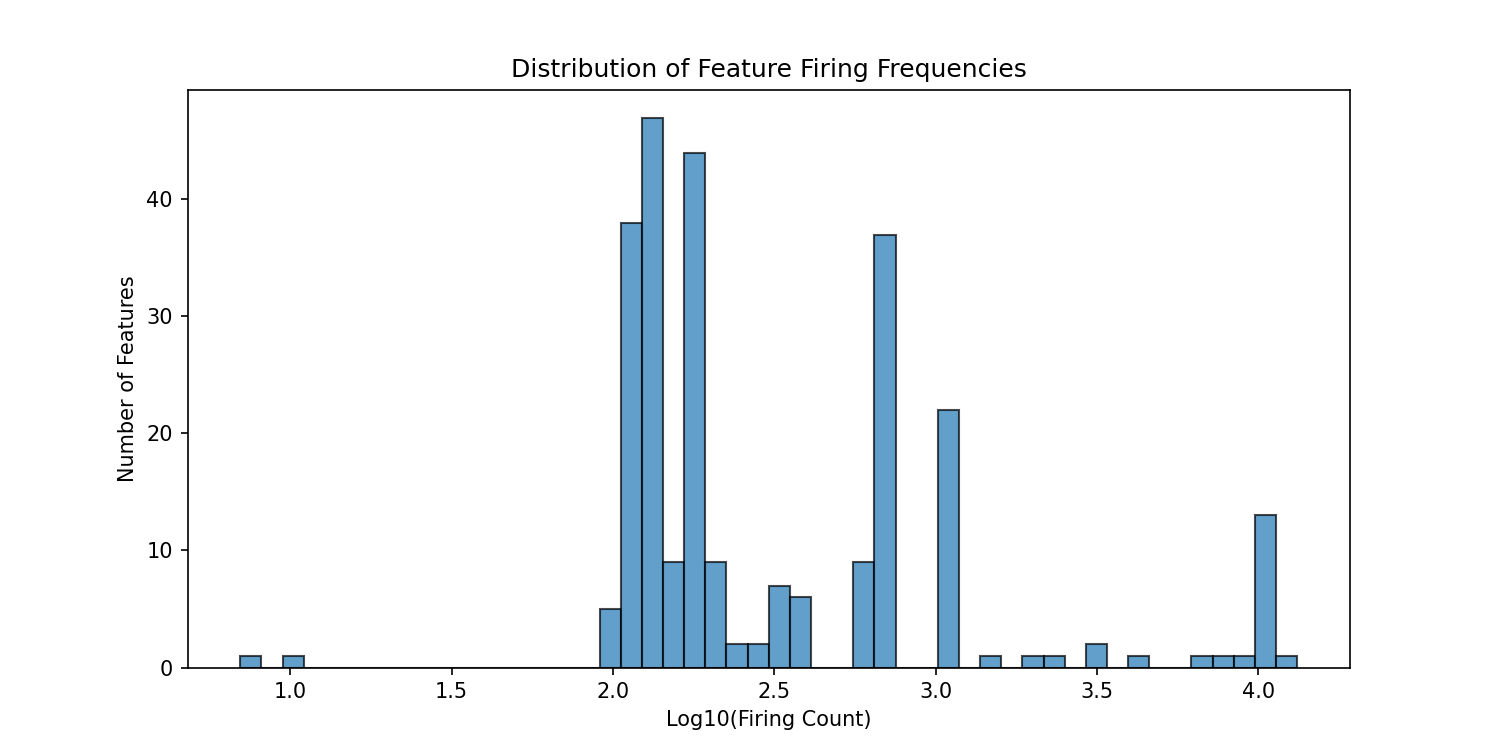 Distribution of Feature Firing Frequencies
Number of Features
40
30
20
10
0
1.0 1.5 2.0 2.5 3.0 3.5 4.0
Log10(Firing Count)